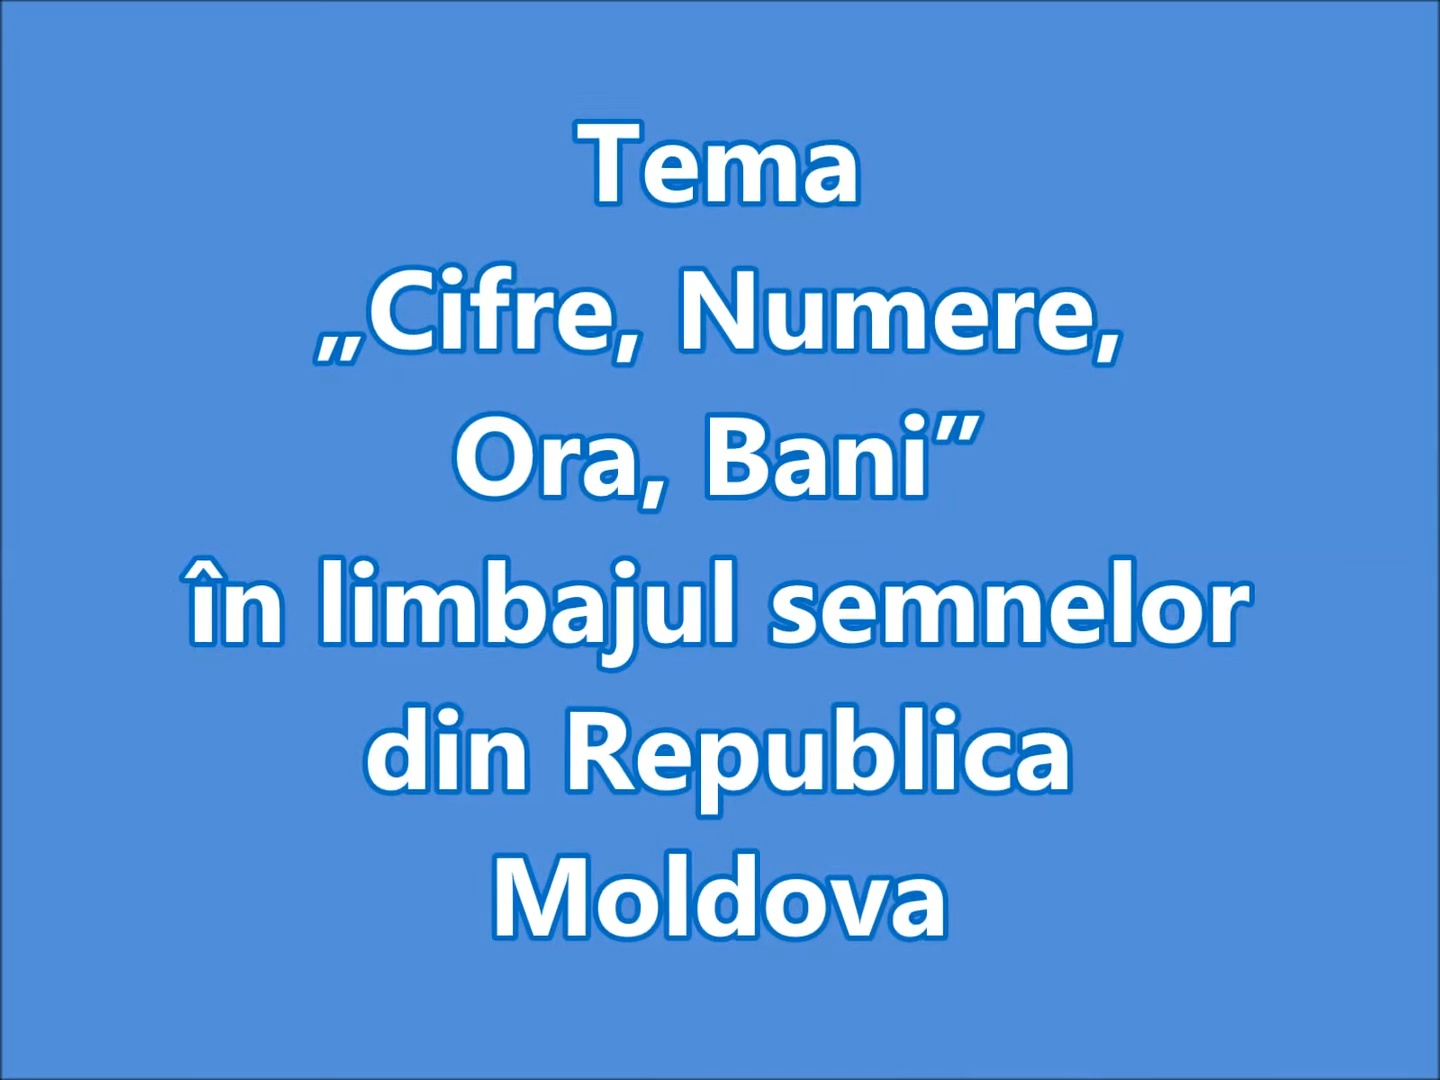 Tema
„Cifre, Numere,
Ora, Bani”
în limbajul semnelor
din Republica
Moldova